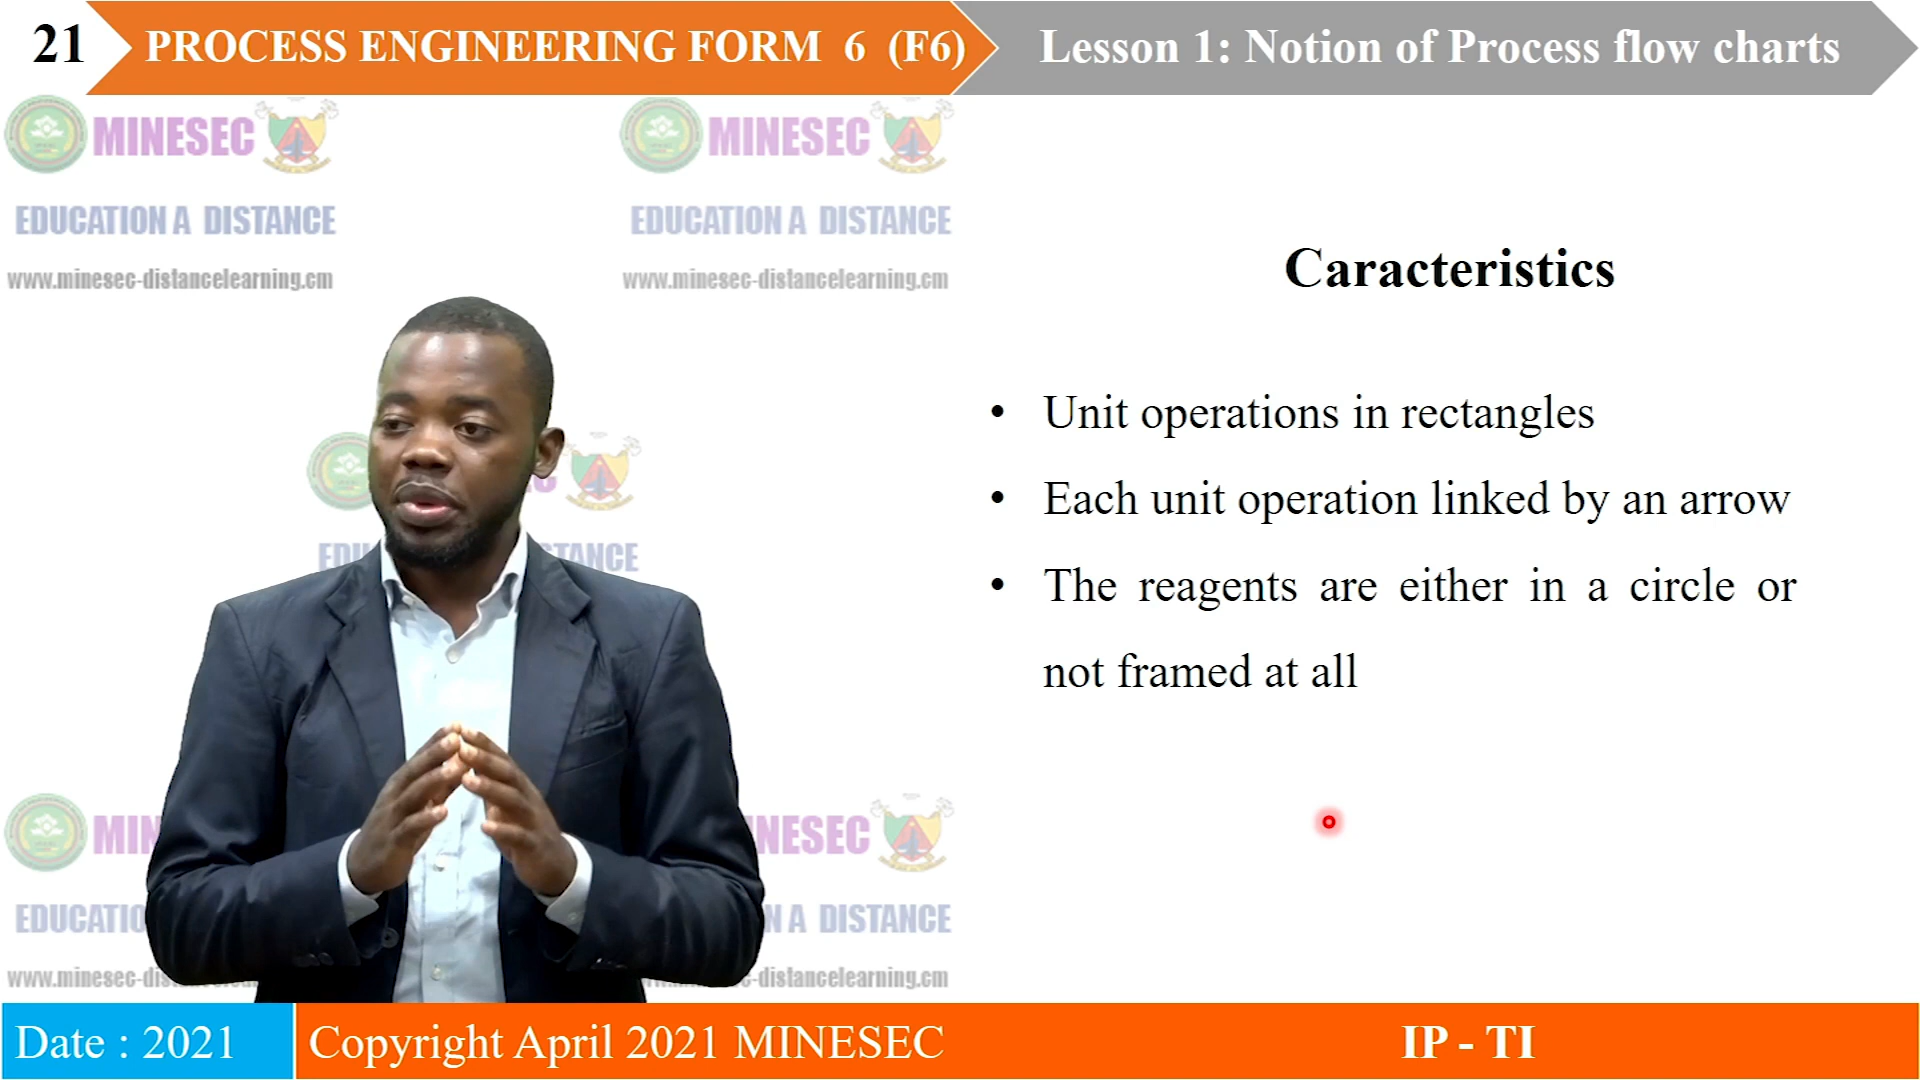 21
PROCESS ENGINEERING FORM 6 (F6)
Lesson 1: Notion of Process flow charts
MINESEC
MINESEC
EDUCATION A DISTANCE
EDUCATION A DISTANCE
www.minesec-distancelearning.cm
www.minesec-distancelearning.cm
Caracteristics
• Unit operations in rectangles
• Each unit operation linked by an arrow
• The reagents are either in a circle or
not framed at all
Date : 2021
Copyright April 2021 MINESEC
IP - TI